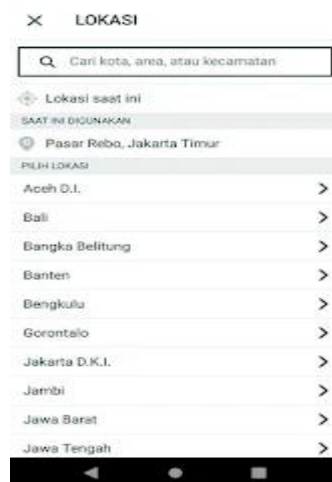 LOKASI
Cari kota, area, atau kecamatan
Lokasi saat ini
SAAT INI DIGUNAKAN
Pasar Rebo, Jakarta Timur
PILIH LOKASI
Aceh D.I.
Bali
Bangka Belitung
Banten
Bengkulu
Gorontalo
Jakarta D.K.I.
Jambi
Jawa Barat
Jawa Tengah